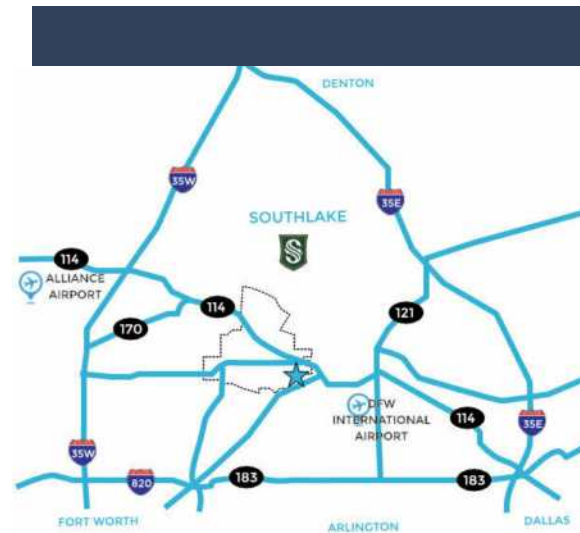 DENTON
35W
35E
SOUTHLAKE
S
114
ALLIANCE
AIRPORT
114
121
170
DFW
INTERNATIONAL
AIRPORT
114
35W
35E
820
183
183
FORT WORTH
ARLINGTON
DALLAS